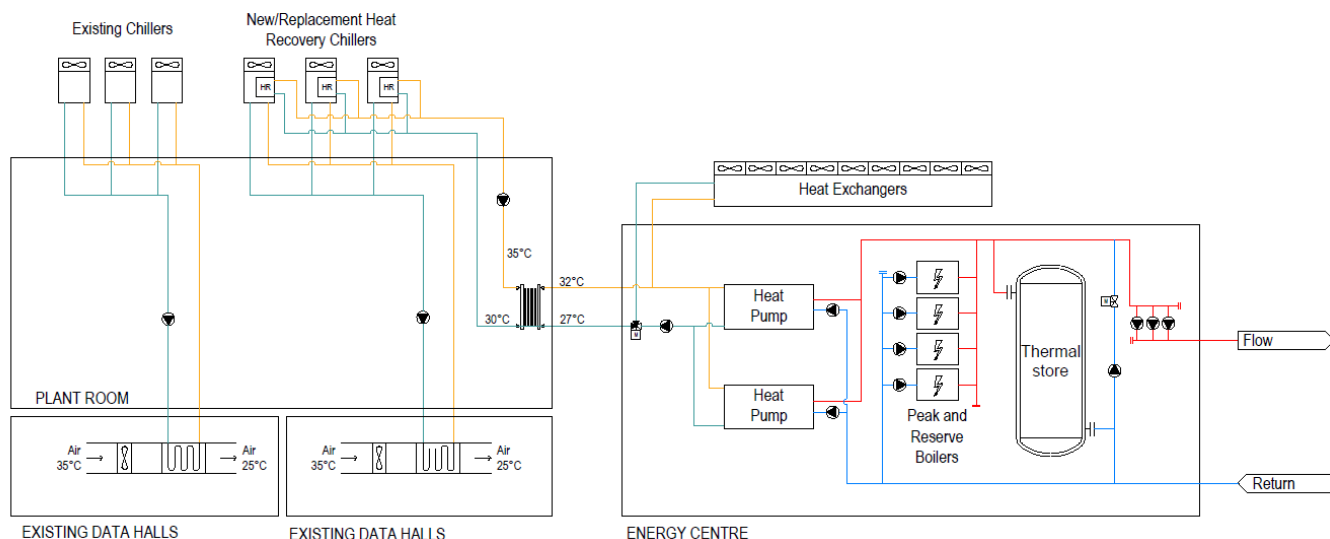 Existing Chillers
New/Replacement Heat
Recovery Chillers
HR
HR
HR
Heat Exchangers
35°C
32°C
30°C
27°C
M
Heat
Pump
Heat
Pump
M
Thermal
store
Peak and
Reserve
Boilers
Flow
Return
PLANT ROOM
Air
35°C
Air
25°C
Air
35°C
Air
25°C
EXISTING DATA HALLS
EXISTING DATA HALLS
ENERGY CENTRE